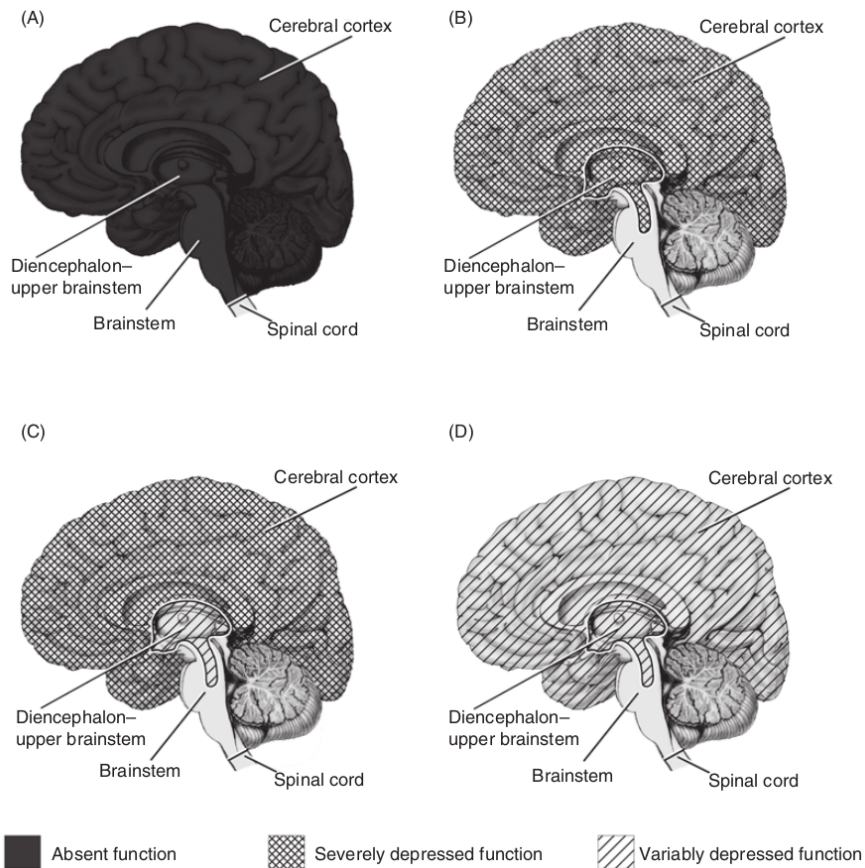 (A)
Cerebral cortex
Diencephalon–
upper brainstem
Brainstem
Spinal cord
(B)
Cerebral cortex
Diencephalon–
upper brainstem
Brainstem
Spinal cord
(C)
Cerebral cortex
Diencephalon–
upper brainstem
Brainstem
Spinal cord
(D)
Cerebral cortex
Diencephalon–
upper brainstem
Brainstem
Spinal cord
Absent function
Severely depressed function
Variably depressed function